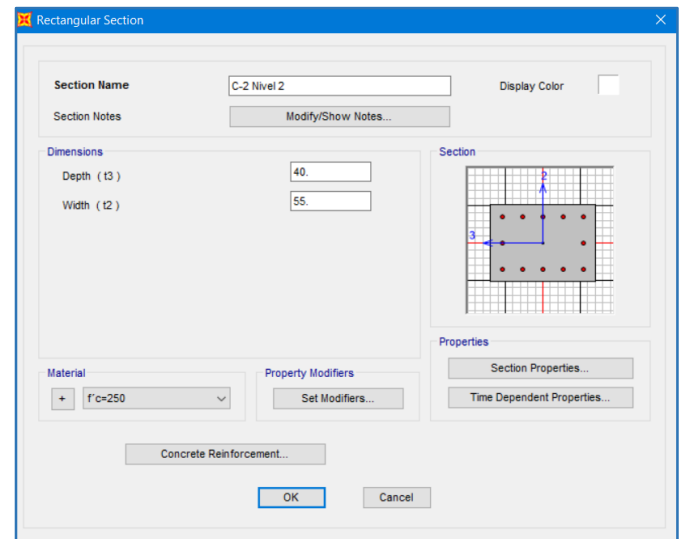 Rectangular Section
Section Name
C-2 Nivel 2
Display Color
Section Notes
Modify/Show Notes...
Dimensions
Depth ( t3 )
40.
Width ( t2 )
55.
Section
2
3
Properties
Section Properties...
Time Dependent Properties...
Material
+
f'c=250
Property Modifiers
Set Modifiers...
Concrete Reinforcement...
OK
Cancel